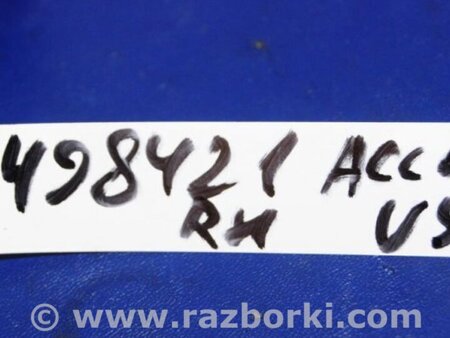 498421 ACC
RH US
© www.razborki.com